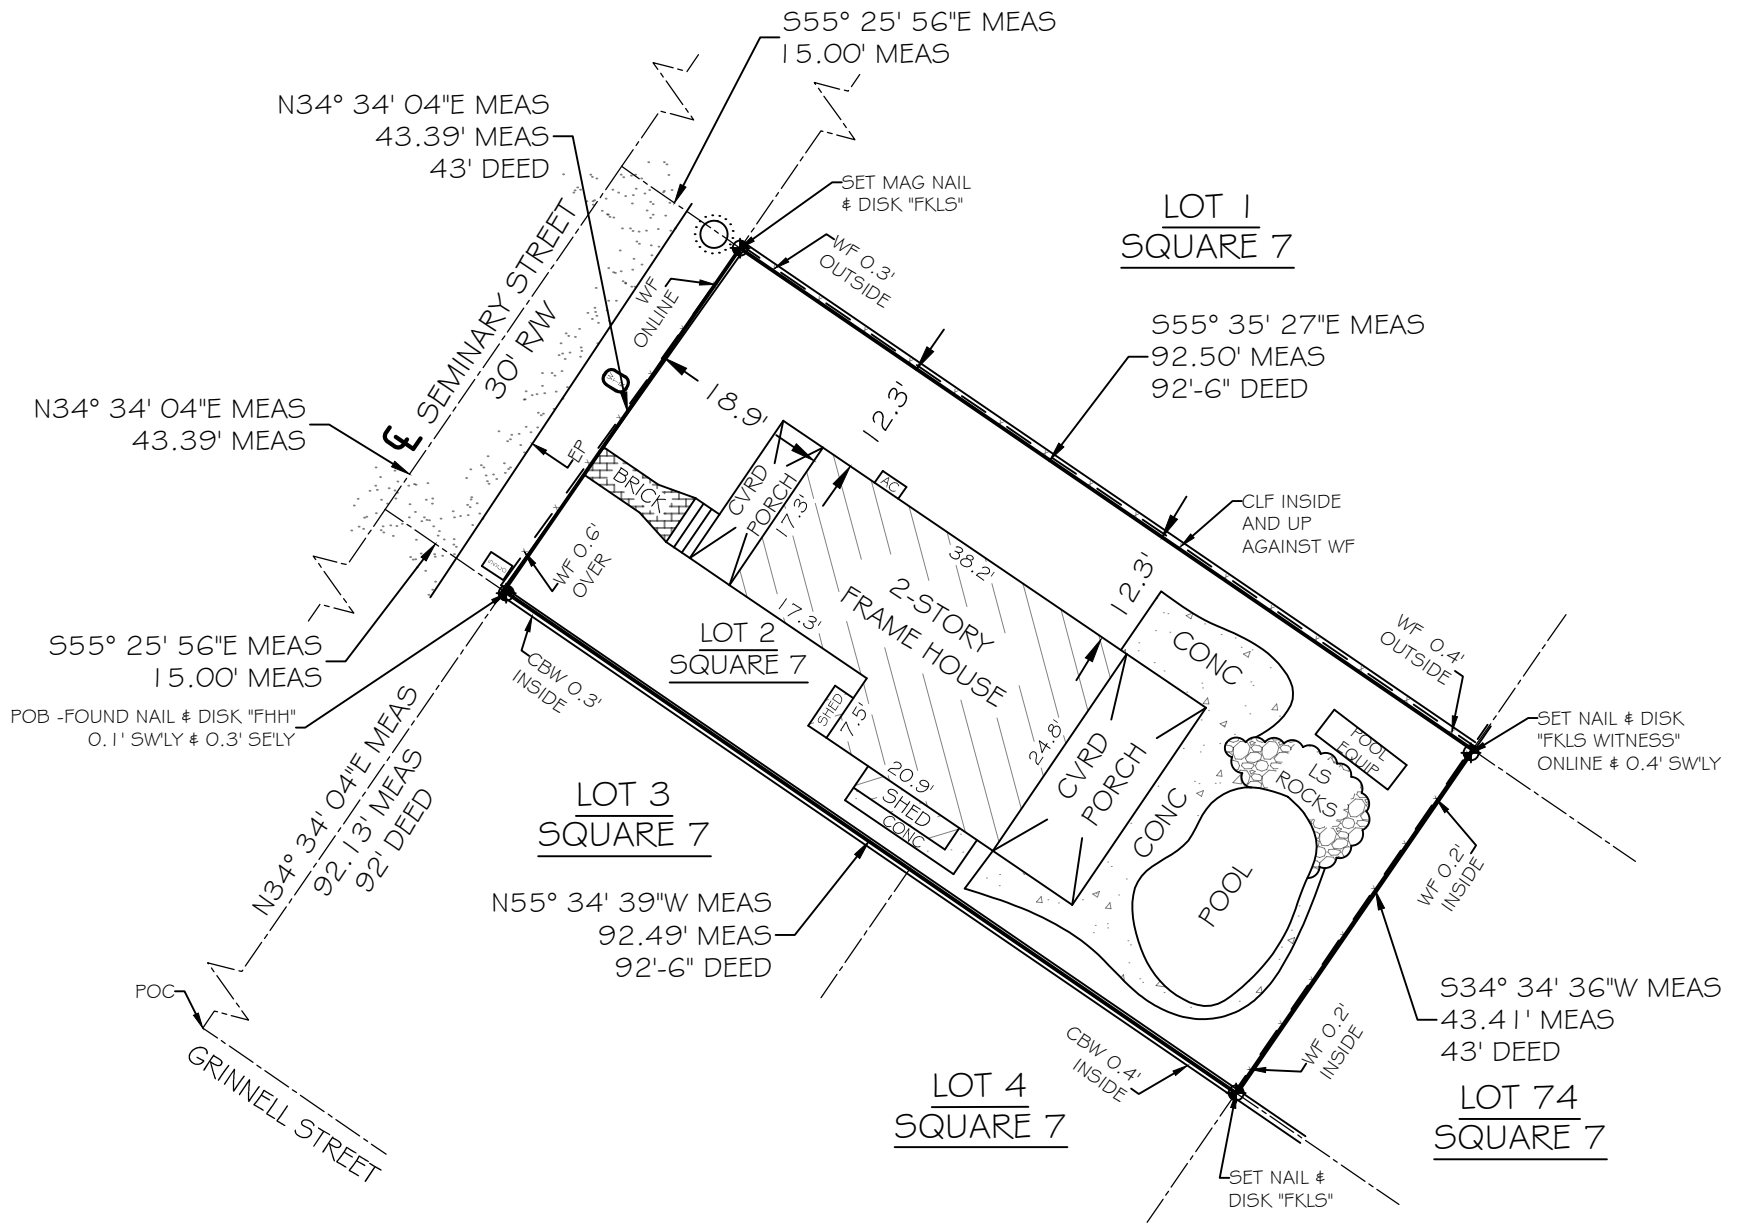 S55° 25' 56"E MEAS
15.00' MEAS
N34° 34' 04"E MEAS
43.39' MEAS
43' DEED
SET MAG NAIL
& DISK "FKLS"
LOT 1
SQUARE 7
WF 0.3'
OUTSIDE
WF
ONLINE
SEMINARY STREET
30' R/W
S55° 35' 27"E MEAS
92.50' MEAS
92'-6" DEED
N34° 34' 04"E MEAS
43.39' MEAS
18.9'
12.3'
EP
BRICK
CVRD
PORCH
17.3'
AC
CLF INSIDE
AND UP
AGAINST WF
WF 0.6'
OVER
38.2'
12.3'
2-STORY
FRAME HOUSE
17.3'
LOT 2
SQUARE 7
CONC
WF 0.4'
OUTSIDE
S55° 25' 56"E MEAS
15.00' MEAS
CBW 0.3'
INSIDE
POB -FOUND NAIL & DISK "FHH"
0.1' SW'LY & 0.3' SE'LY
SHED
7.5'
24.8'
CVRD
PORCH
POOL
EQUIP
SET NAIL & DISK
"FKLS WITNESS"
ONLINE & 0.4' SW'LY
LS
ROCKS
20.9'
SHED
CONC
CONC
LOT 3
SQUARE 7
N34° 34' 04"E MEAS
92.13' MEAS
92' DEED
POOL
WF 0.2'
INSIDE
N55° 34' 39"W MEAS
92.49' MEAS
92'-6" DEED
POC
GRINNELL STREET
S34° 34' 36"W MEAS
43.41' MEAS
43' DEED
WF 0.2'
INSIDE
CBW 0.4'
INSIDE
LOT 4
SQUARE 7
LOT 74
SQUARE 7
SET NAIL &
DISK "FKLS"